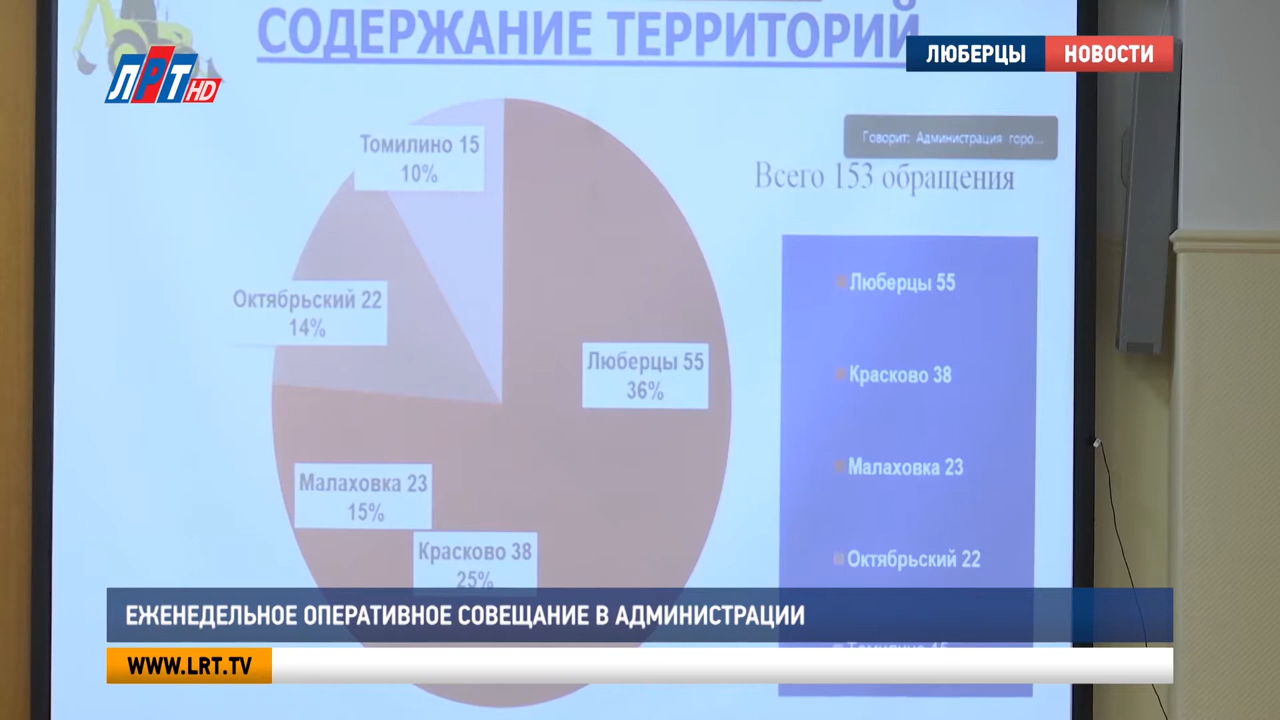 СОДЕРЖАНИЕ ТЕРРИТОРИЙ
ЛРТ HD
ЛЮБЕРЦЫ НОВОСТИ
Говорит: Администрация горо...
Всего 153 обращения
Томилино 15
10%
Октябрьский 22
14%
Люберцы 55
36%
Малаховка 23
15%
Красково 38
25%
Люберцы 55
Красково 38
Малаховка 23
Октябрьский 22
Томилино 15
ЕЖЕНЕДЕЛЬНОЕ ОПЕРАТИВНОЕ СОВЕЩАНИЕ В АДМИНИСТРАЦИИ
WWW.LRT.TV